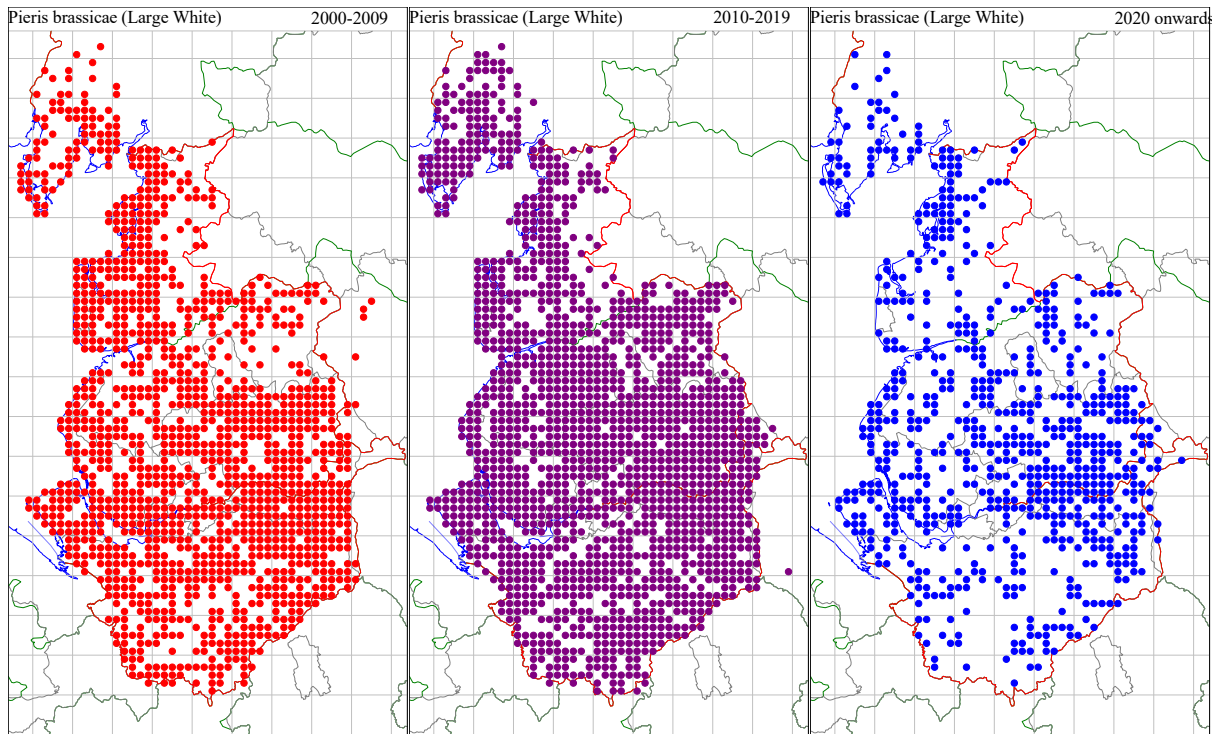 Pieris brassicae (Large White) 2000-2009
Pieris brassicae (Large White) 2010-2019
Pieris brassicae (Large White) 2020 onwards